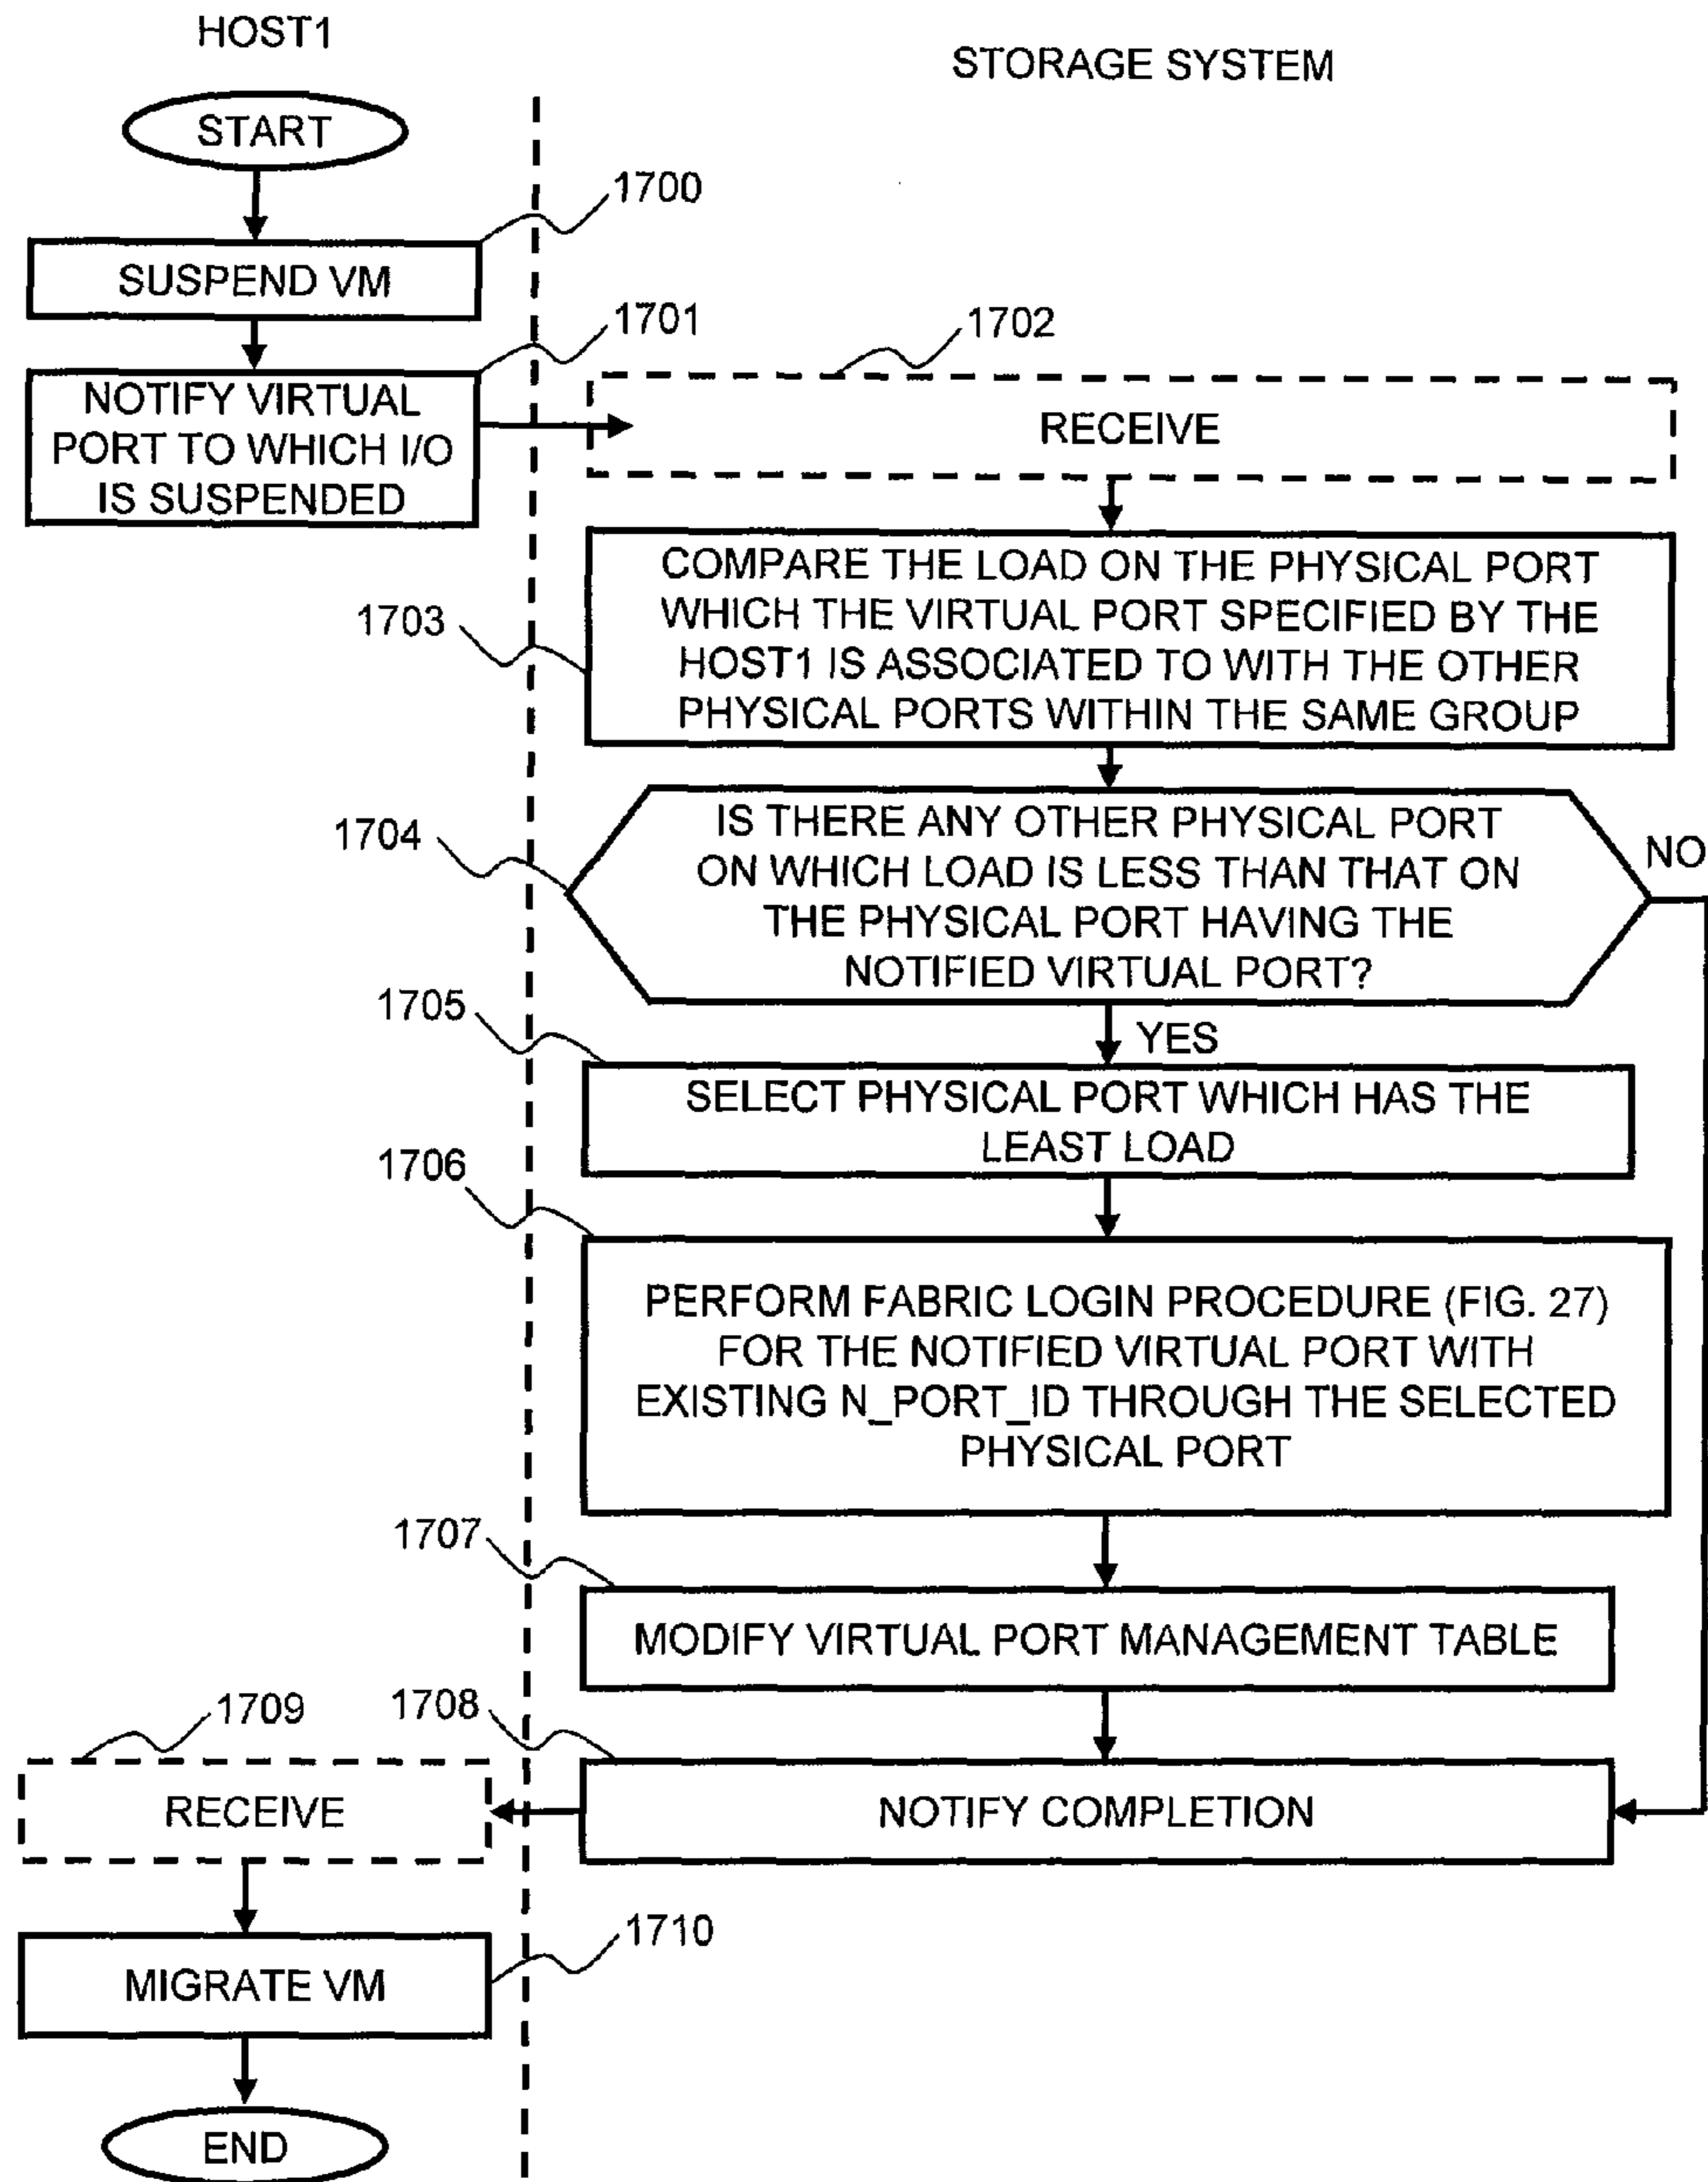 HOST1
STORAGE SYSTEM
START
1700
SUSPEND VM
1701
1702
NOTIFY VIRTUAL
PORT TO WHICH I/O
IS SUSPENDED
RECEIVE
1703
COMPARE THE LOAD ON THE PHYSICAL PORT
WHICH THE VIRTUAL PORT SPECIFIED BY THE
HOST1 IS ASSOCIATED TO WITH THE OTHER
PHYSICAL PORTS WITHIN THE SAME GROUP
1704
IS THERE ANY OTHER PHYSICAL PORT
ON WHICH LOAD IS LESS THAN THAT ON
THE PHYSICAL PORT HAVING THE
NOTIFIED VIRTUAL PORT?
NO
1705
YES
SELECT PHYSICAL PORT WHICH HAS THE
LEAST LOAD
1706
PERFORM FABRIC LOGIN PROCEDURE (FIG. 27)
FOR THE NOTIFIED VIRTUAL PORT WITH
EXISTING N_PORT_ID THROUGH THE SELECTED
PHYSICAL PORT
1707
MODIFY VIRTUAL PORT MANAGEMENT TABLE
1709
1708
RECEIVE
NOTIFY COMPLETION
1710
MIGRATE VM
END